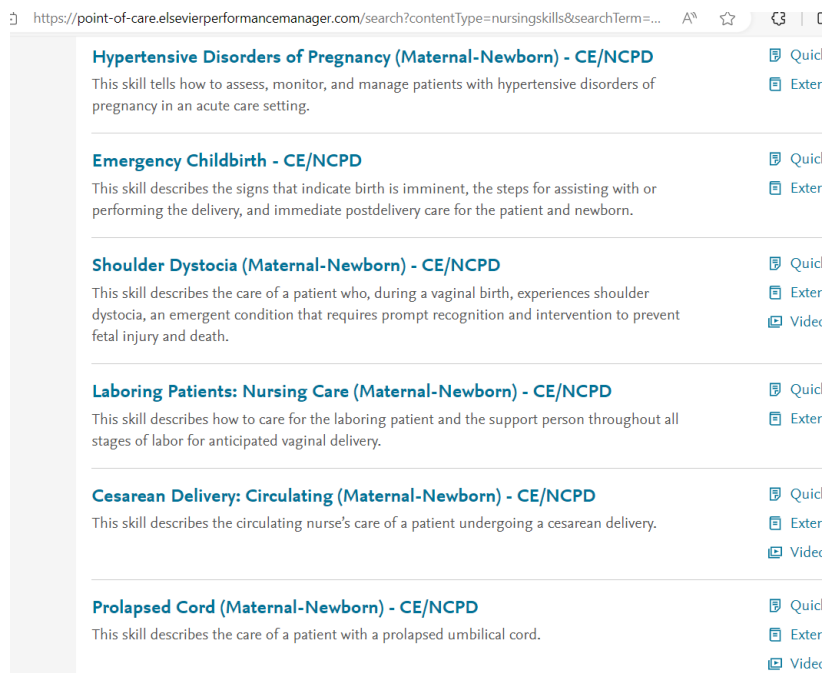 https://point-of-care.elsevierperformancemanager.com/search?contentType=nursingskills&searchTerm=...
Hypertensive Disorders of Pregnancy (Maternal-Newborn) - CE/NCPD
This skill tells how to assess, monitor, and manage patients with hypertensive disorders of
pregnancy in an acute care setting.
Emergency Childbirth - CE/NCPD
This skill describes the signs that indicate birth is imminent, the steps for assisting with or
performing the delivery, and immediate postdelivery care for the patient and newborn.
Shoulder Dystocia (Maternal-Newborn) - CE/NCPD
This skill describes the care of a patient who, during a vaginal birth, experiences shoulder
dystocia, an emergent condition that requires prompt recognition and intervention to prevent
fetal injury and death.
Laboring Patients: Nursing Care (Maternal-Newborn) - CE/NCPD
This skill describes how to care for the laboring patient and the support person throughout all
stages of labor for anticipated vaginal delivery.
Cesarean Delivery: Circulating (Maternal-Newborn) - CE/NCPD
This skill describes the circulating nurse's care of a patient undergoing a cesarean delivery.
Prolapsed Cord (Maternal-Newborn) - CE/NCPD
This skill describes the care of a patient with a prolapsed umbilical cord.